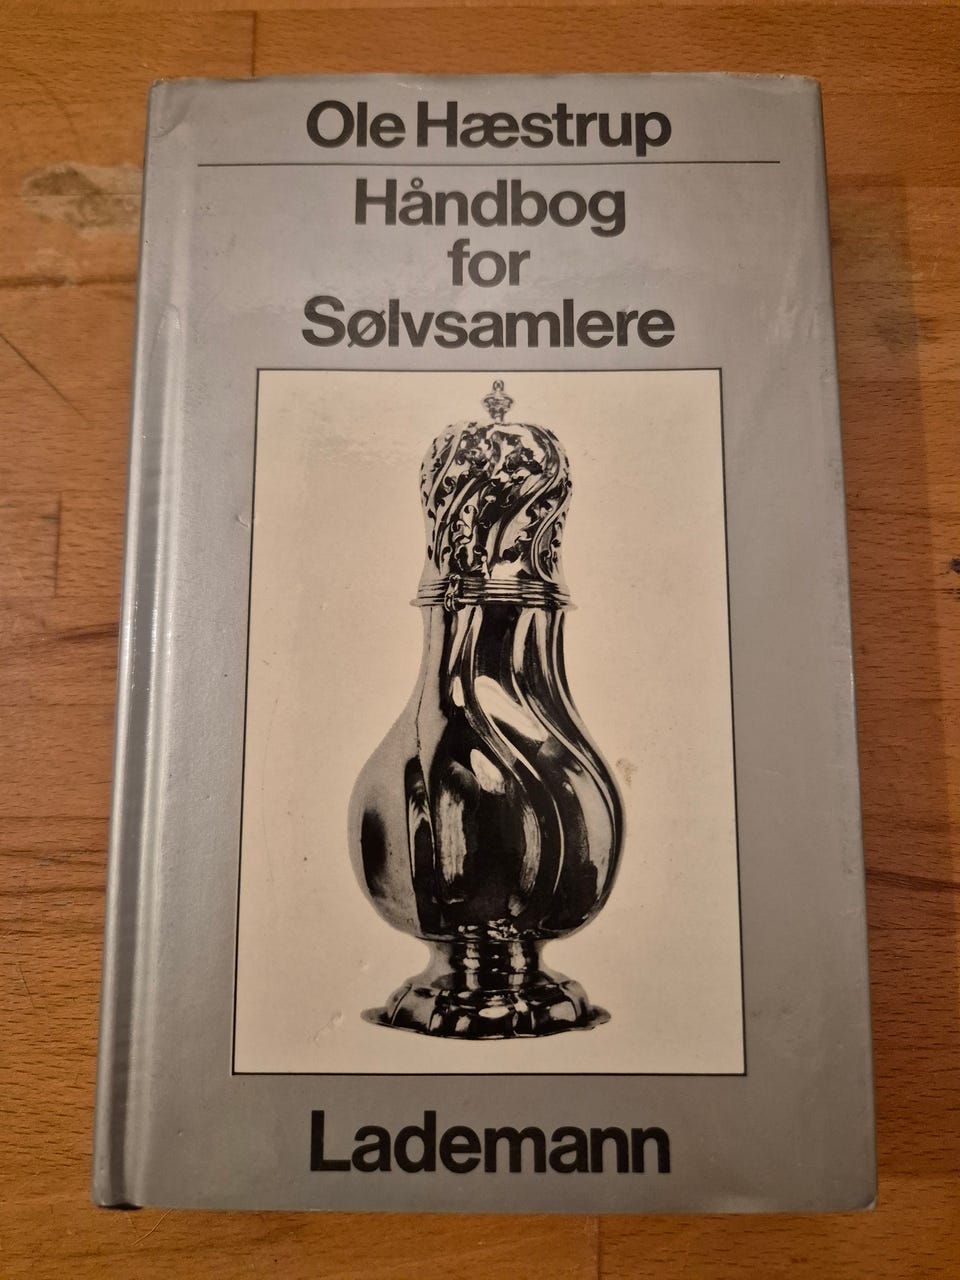 Ole Hæstrup
Håndbog
for
Sølvsamlere
Lademann